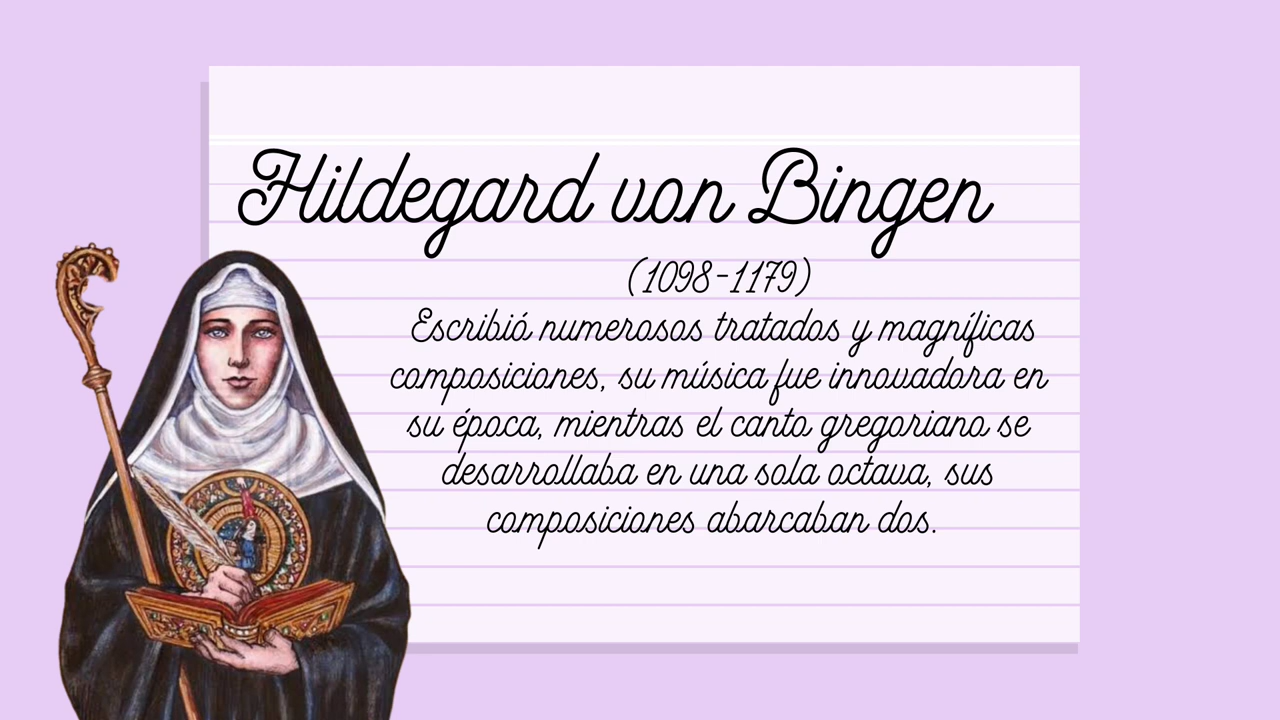 Hildegard von Bingen
(1098-1179)
Escribió numerosos tratados y magníficas
composiciones, su música fue innovadora en
su época, mientras el canto gregoriano se
desarrollaba en una sola octava, sus
composiciones abarcaban dos.